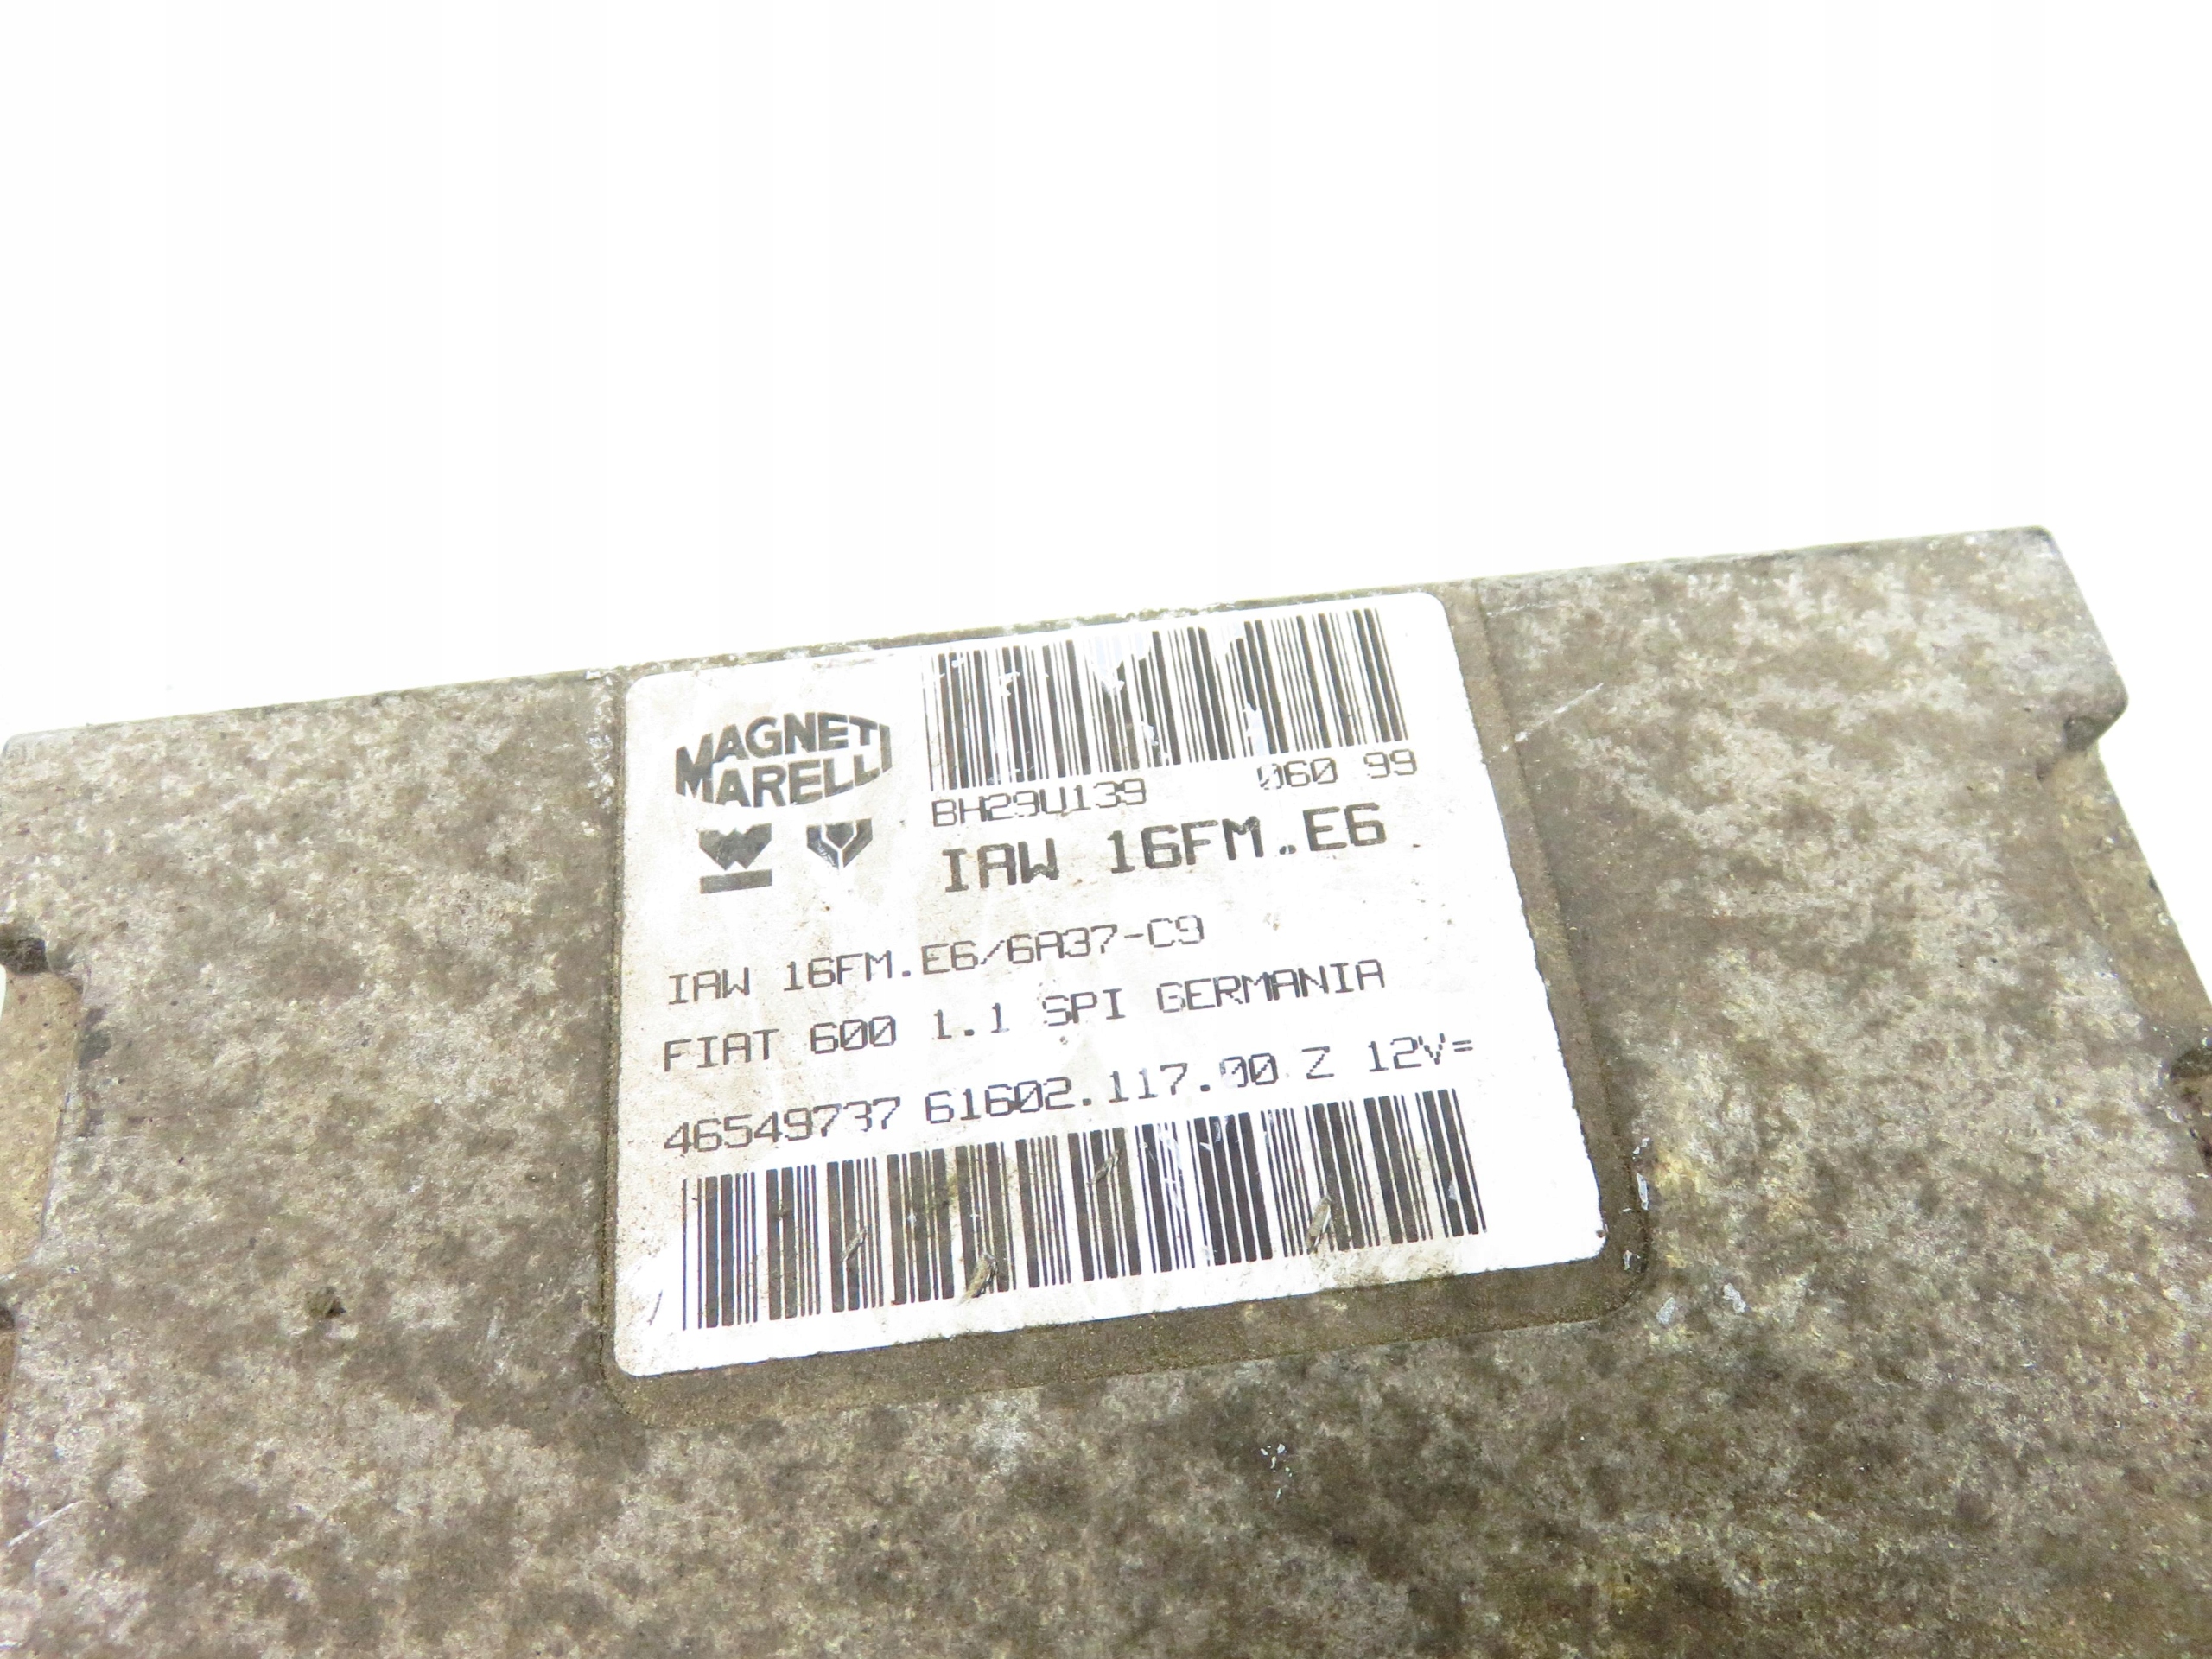 MAGNETI
MARELLI
BH29U139 060 99
IAW 16FM.E6
IAW 16FM.E6/6A37-C9
FIAT 600 1.1 SPI GERMANIA
46549737 61602.117.00 Z 12V=